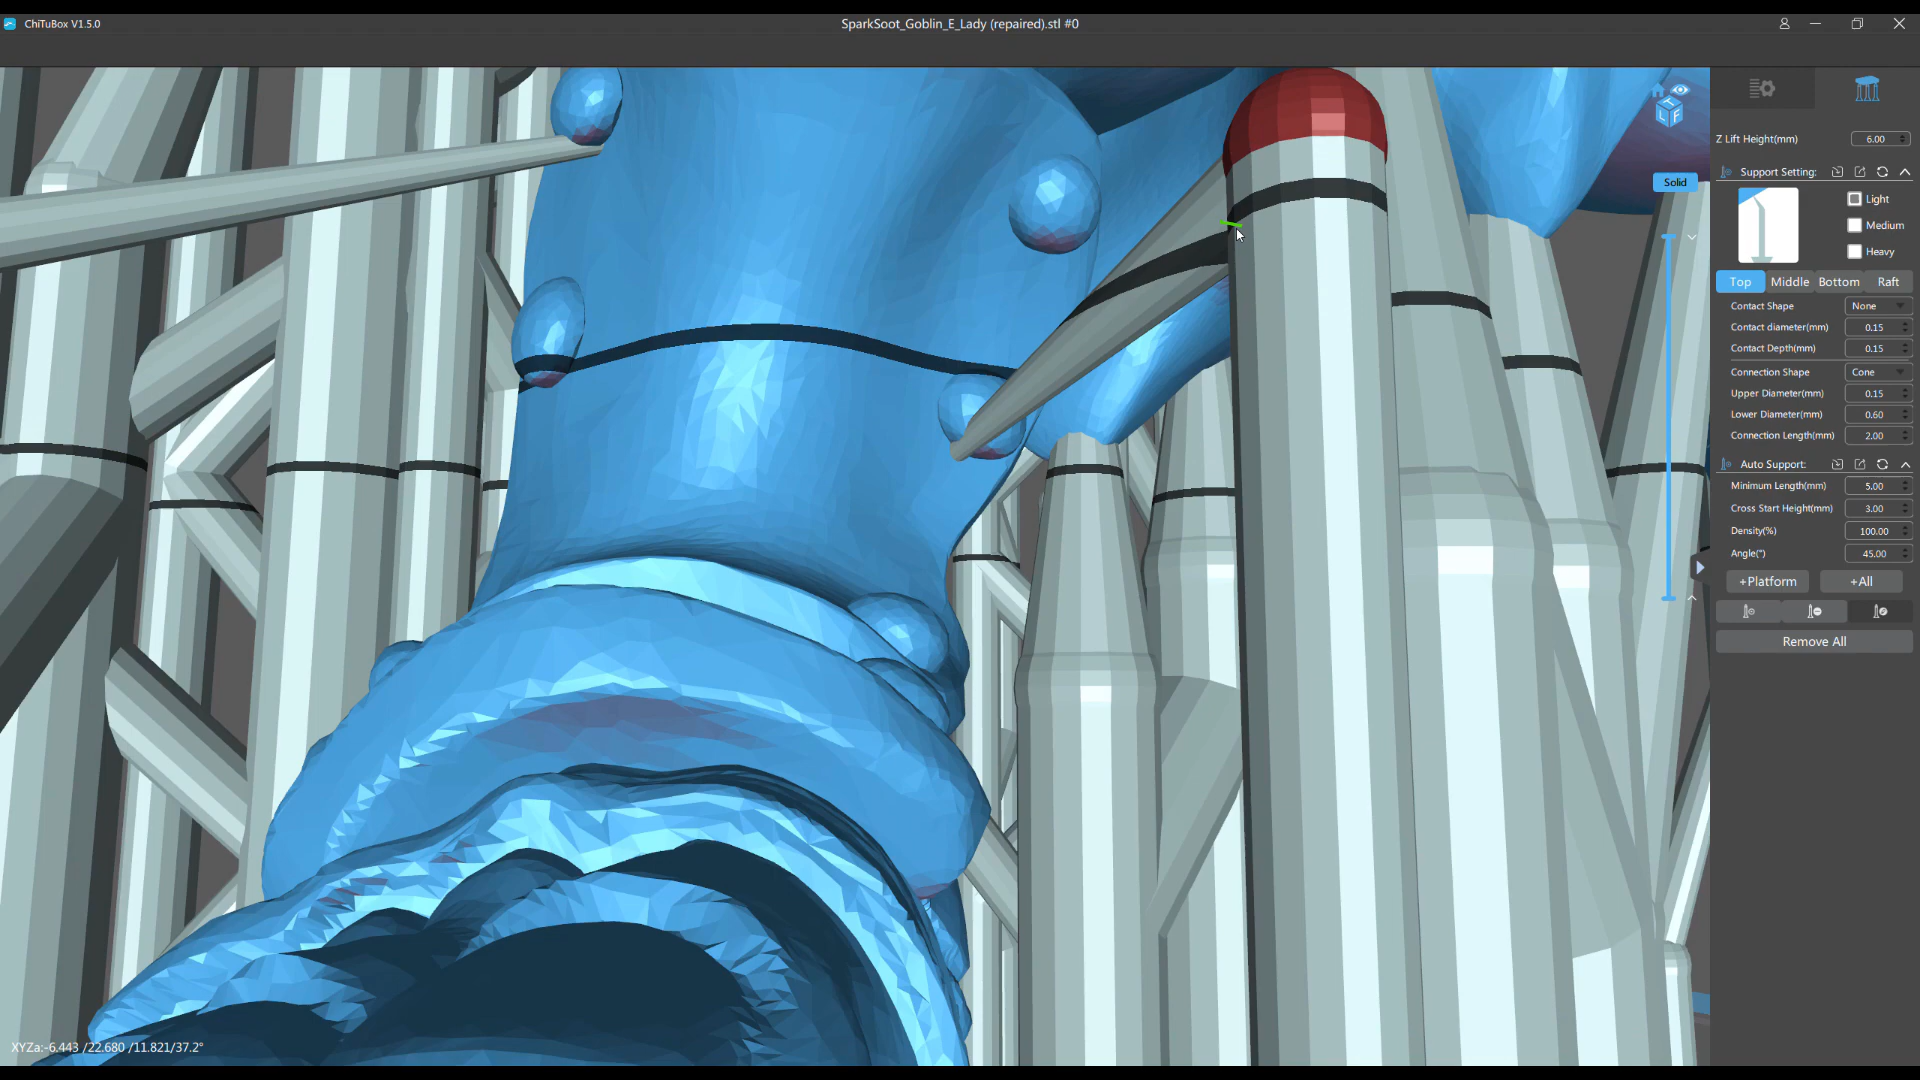 ChiTuBox V1.5.0
SparkSoot_Goblin_E_Lady (repaired).stl #0
T
L F
Z Lift Height(mm) 6.00
Solid
Support Setting:
Light
Medium
Heavy
Top Middle Bottom Raft
Contact Shape None
Contact diameter(mm) 0.15
Contact Depth(mm) 0.15
Connection Shape Cone
Upper Diameter(mm) 0.15
Lower Diameter(mm) 0.60
Connection Length(mm) 2.00
Auto Support:
Minimum Length(mm) 5.00
Cross Start Height(mm) 3.00
Density(%) 100.00
Angle(°) 45.00
+Platform +All
Remove All
XYZa:-6.443 /22.680 /11.821/37.2°